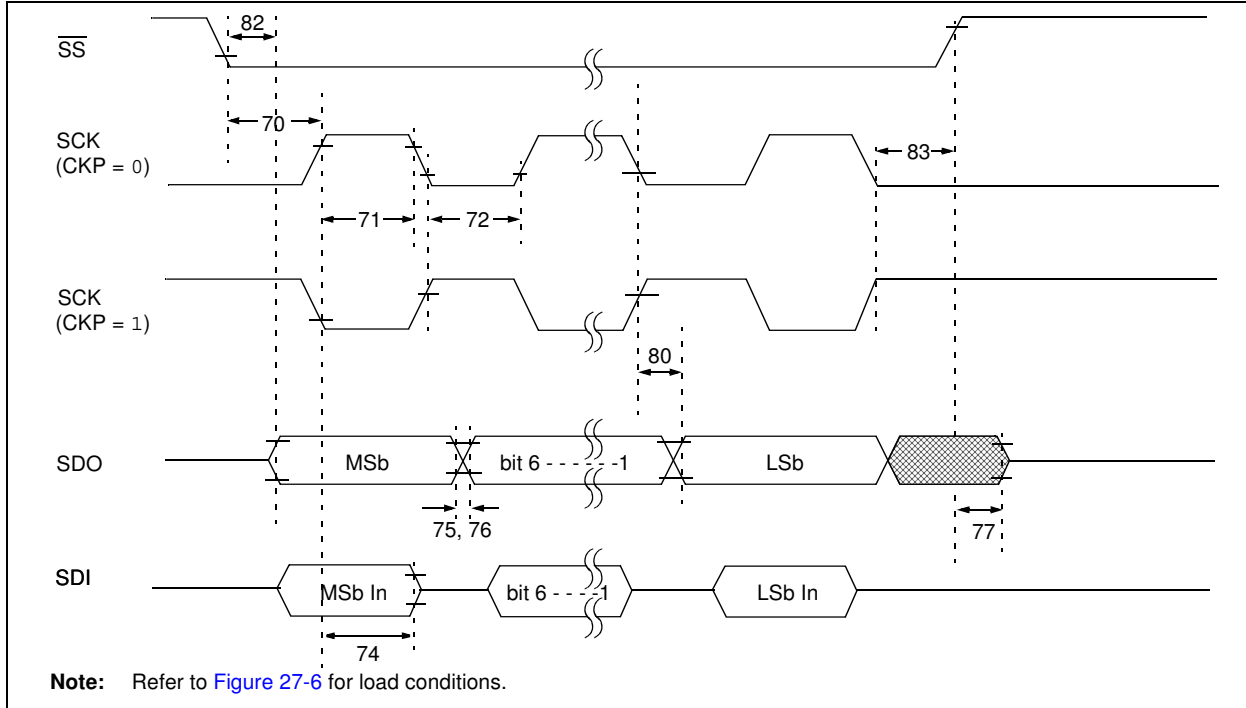 82
SS
70
SCK
(CKP = 0)
83
71
72
SCK
(CKP = 1)
80
SDO
MSb
bit 6 - - - - - -1
LSb
75, 76
77
SDI
MSb In
bit 6 - - - -1
LSb In
74
Note: Refer to Figure 27-6 for load conditions.